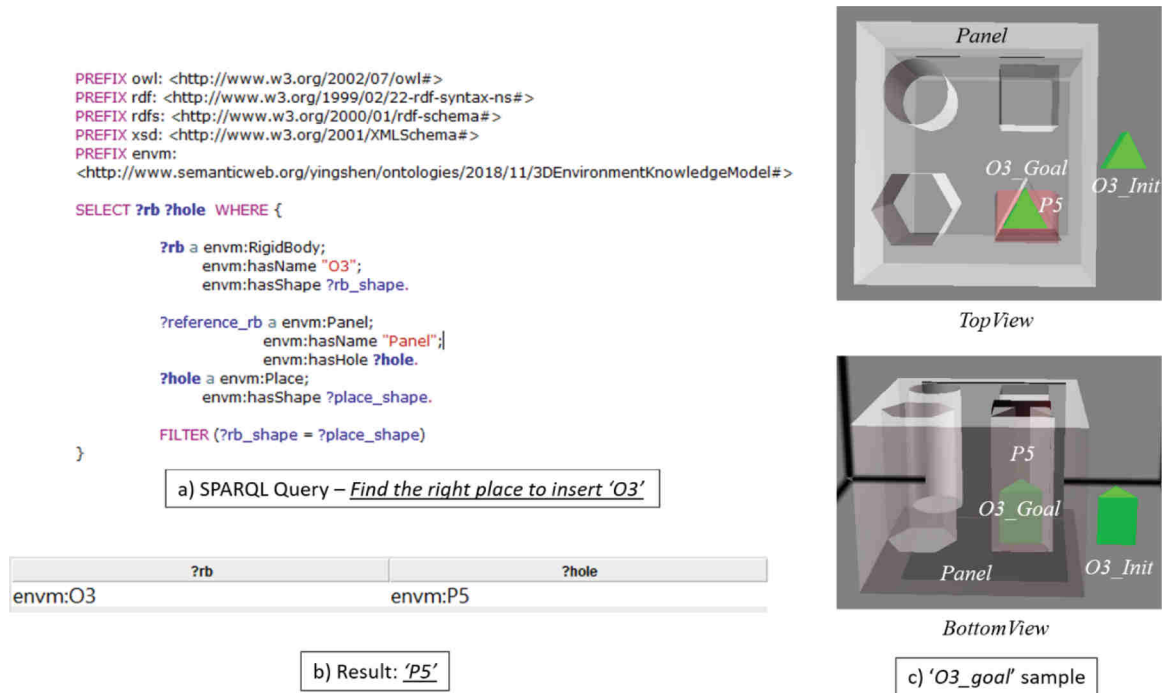 PREFIX owl: <http://www.w3.org/2002/07/owl#>
PREFIX rdf: <http://www.w3.org/1999/02/22-rdf-syntax-ns#>
PREFIX rdfs: <http://www.w3.org/2000/01/rdf-schema#>
PREFIX xsd: <http://www.w3.org/2001/XMLSchema#>
PREFIX envm:
<http://www.semanticweb.org/yingshen/ontologies/2018/11/3DEnvironmentKnowledgeModel#>
SELECT ?rb ?hole WHERE {
?rb a envm:RigidBody;
envm:hasName "O3";
envm:hasShape ?rb_shape.
?reference_rb a envm:Panel;
envm:hasName "Panel";
envm:hasHole ?hole.
?hole a envm:Place;
envm:hasShape ?place_shape.
FILTER (?rb_shape = ?place_shape)
}
a) SPARQL Query – Find the right place to insert ‘O3’
?rb ?hole
envm:O3 envm:P5
b) Result: ‘P5’
Panel
O3_Goal
O3_Init
P5
TopView
P5
O3_Goal
O3_Init
Panel
BottomView
c) ‘O3_goal’ sample